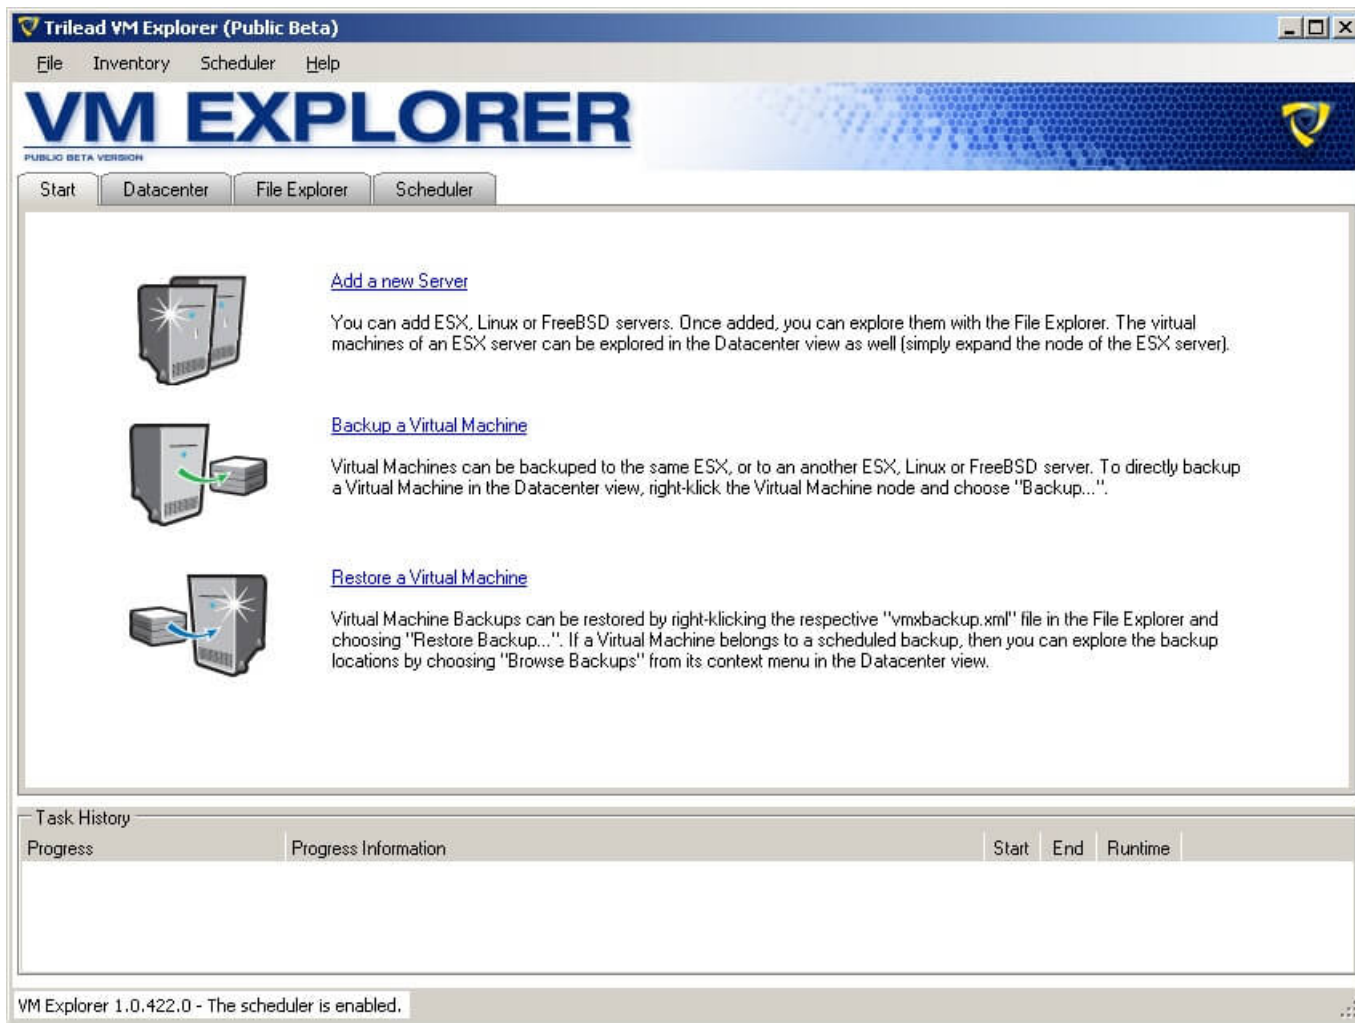 Trilead VM Explorer (Public Beta)
File Inventory Scheduler Help
VM EXPLORER
PUBLIC BETA VERSION
Start Datacenter File Explorer Scheduler
Add a new Server
You can add ESX, Linux or FreeBSD servers. Once added, you can explore them with the File Explorer. The virtual
machines of an ESX server can be explored in the Datacenter view as well (simply expand the node of the ESX server).
Backup a Virtual Machine
Virtual Machines can be backuped to the same ESX, or to an another ESX, Linux or FreeBSD server. To directly backup
a Virtual Machine in the Datacenter view, right-klick the Virtual Machine node and choose "Backup...".
Restore a Virtual Machine
Virtual Machine Backups can be restored by right-klicking the respective "vmxbackup.xml" file in the File Explorer and
choosing "Restore Backup...". If a Virtual Machine belongs to a scheduled backup, then you can explore the backup
locations by choosing "Browse Backups" from its context menu in the Datacenter view.
Task History
Progress Progress Information Start End Runtime
VM Explorer 1.0.422.0 - The scheduler is enabled.